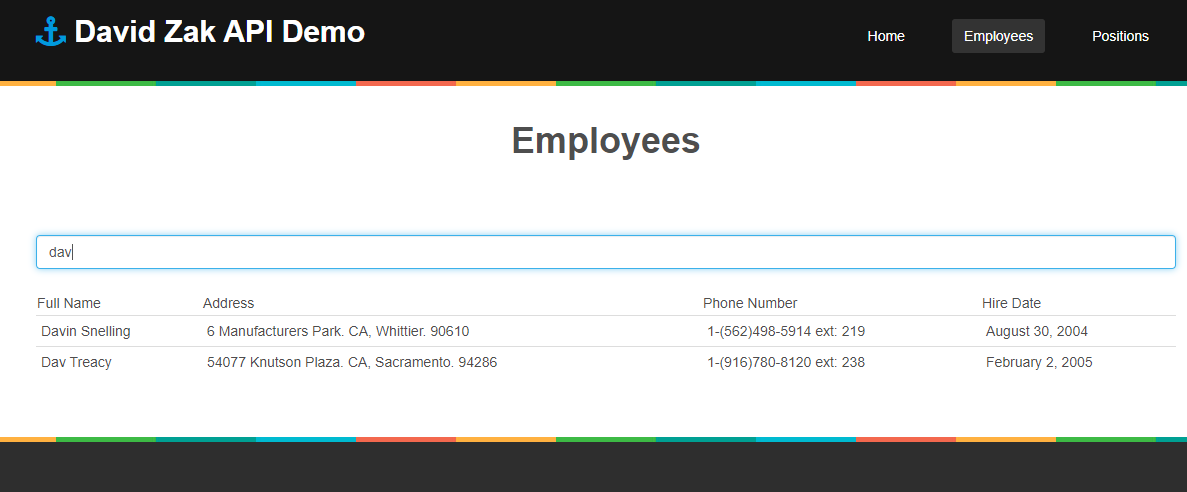 David Zak API Demo
Home Employees Positions
Employees
dav
Full Name Address Phone Number Hire Date
Davin Snelling 6 Manufacturers Park. CA, Whittier. 90610 1-(562)498-5914 ext: 219 August 30, 2004
Dav Treacy 54077 Knutson Plaza. CA, Sacramento. 94286 1-(916)780-8120 ext: 238 February 2, 2005